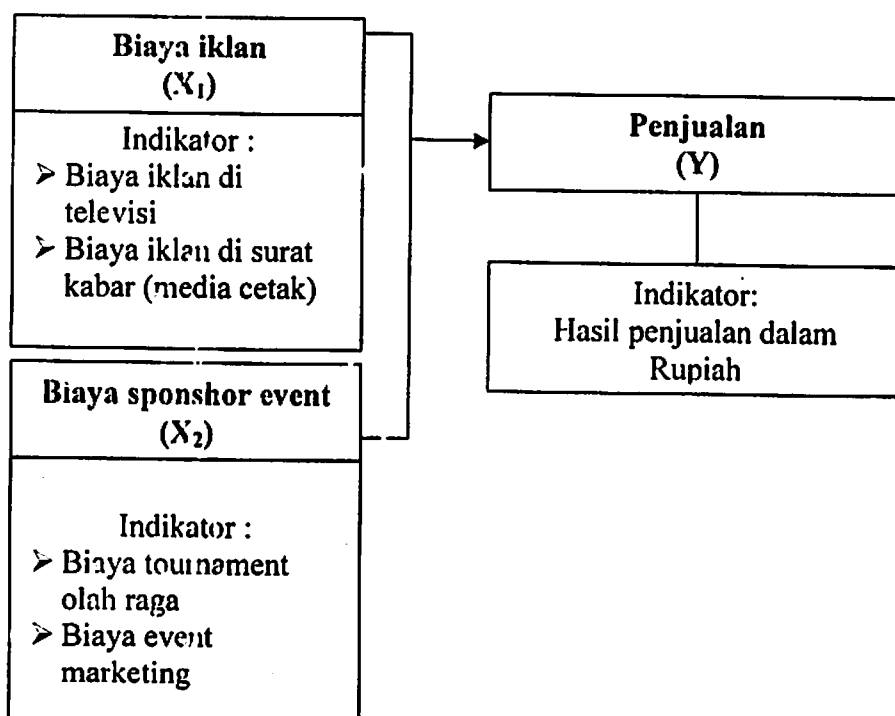 Biaya iklan
(X₁)
Indikator :
➢ Biaya iklan di
televisi
➢ Biaya iklan di surat
kabar (media cetak)
Biaya sponshor event
(X₂)
Indikator :
➢ Biaya tournament
olah raga
➢ Biaya event
marketing
Penjualan
(Y)
Indikator:
Hasil penjualan dalam
Rupiah